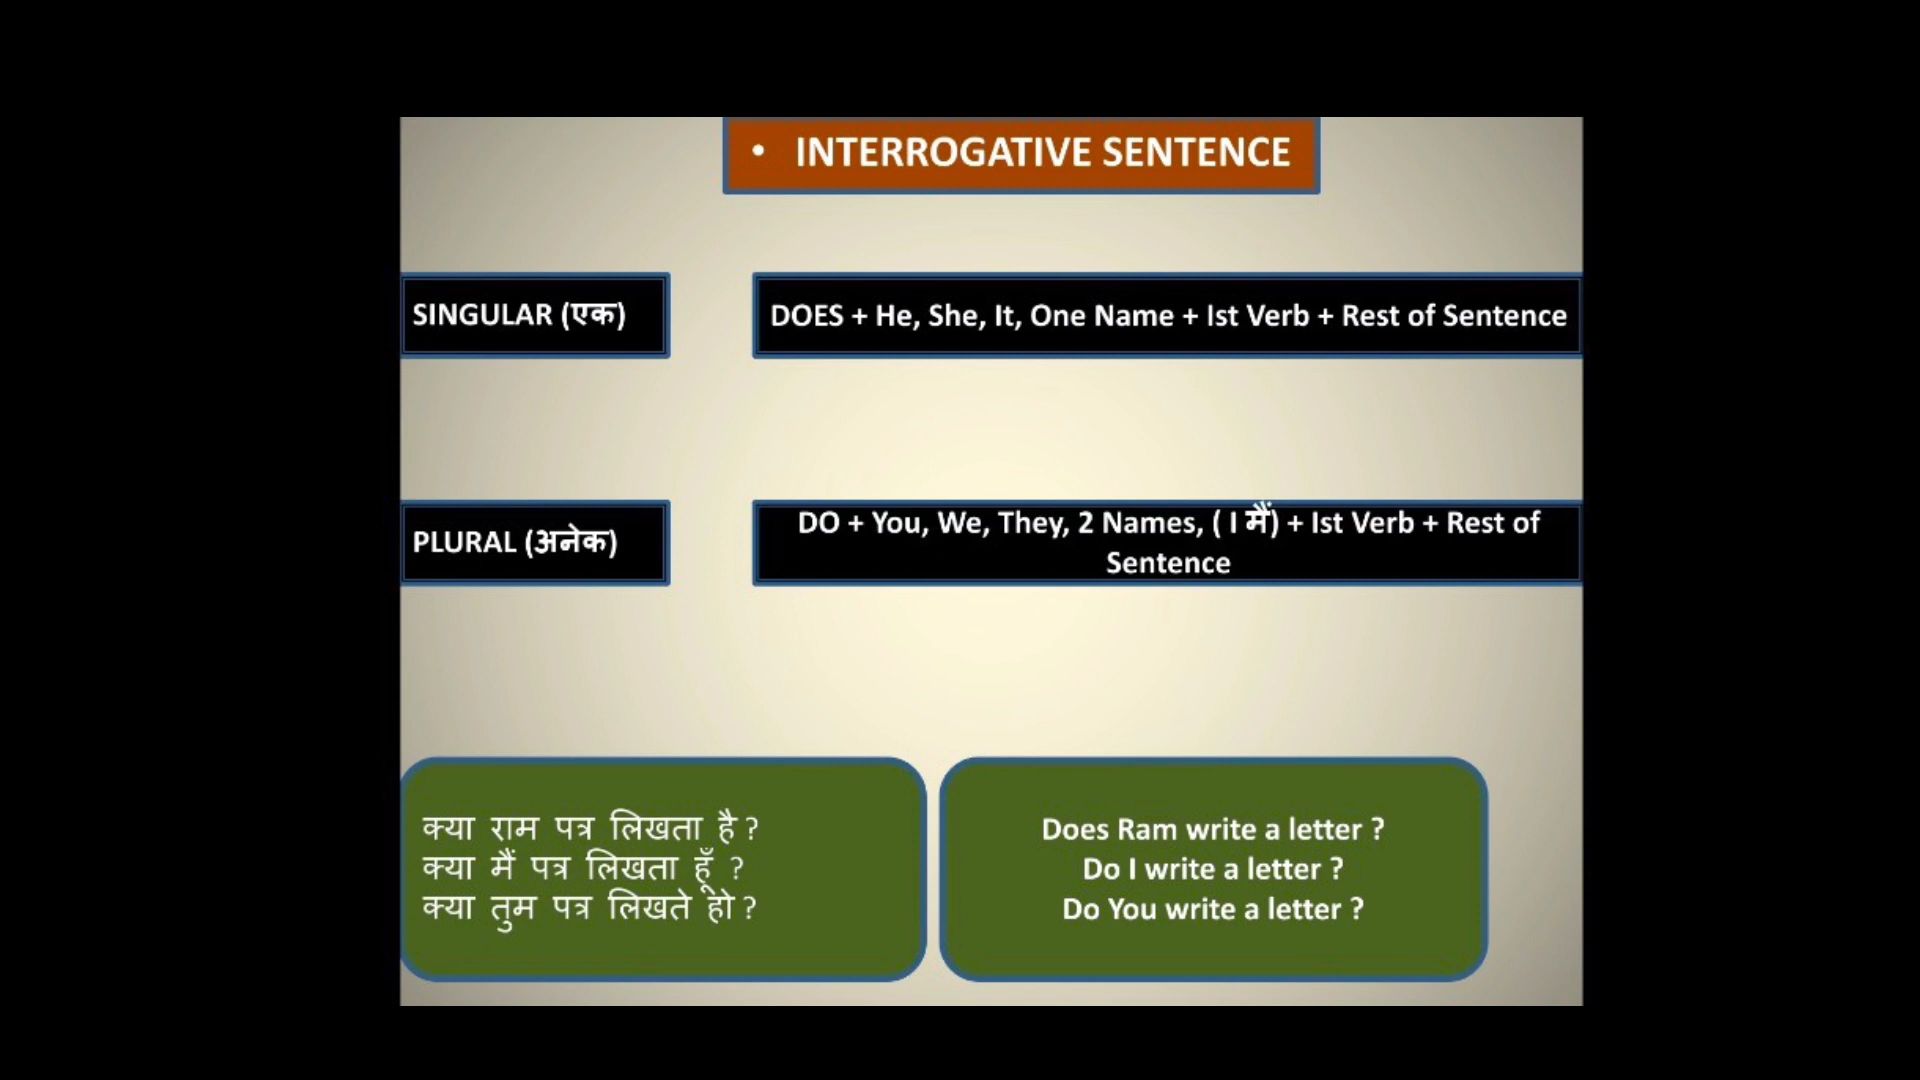 • INTERROGATIVE SENTENCE
SINGULAR (एक)
DOES + He, She, It, One Name + Ist Verb + Rest of Sentence
PLURAL (अनेक)
DO + You, We, They, 2 Names, ( I मैं) + Ist Verb + Rest of
Sentence
क्या राम पत्र लिखता है ?
क्या मैं पत्र लिखता हूँ ?
क्या तुम पत्र लिखते हो ?
Does Ram write a letter ?
Do I write a letter ?
Do You write a letter ?